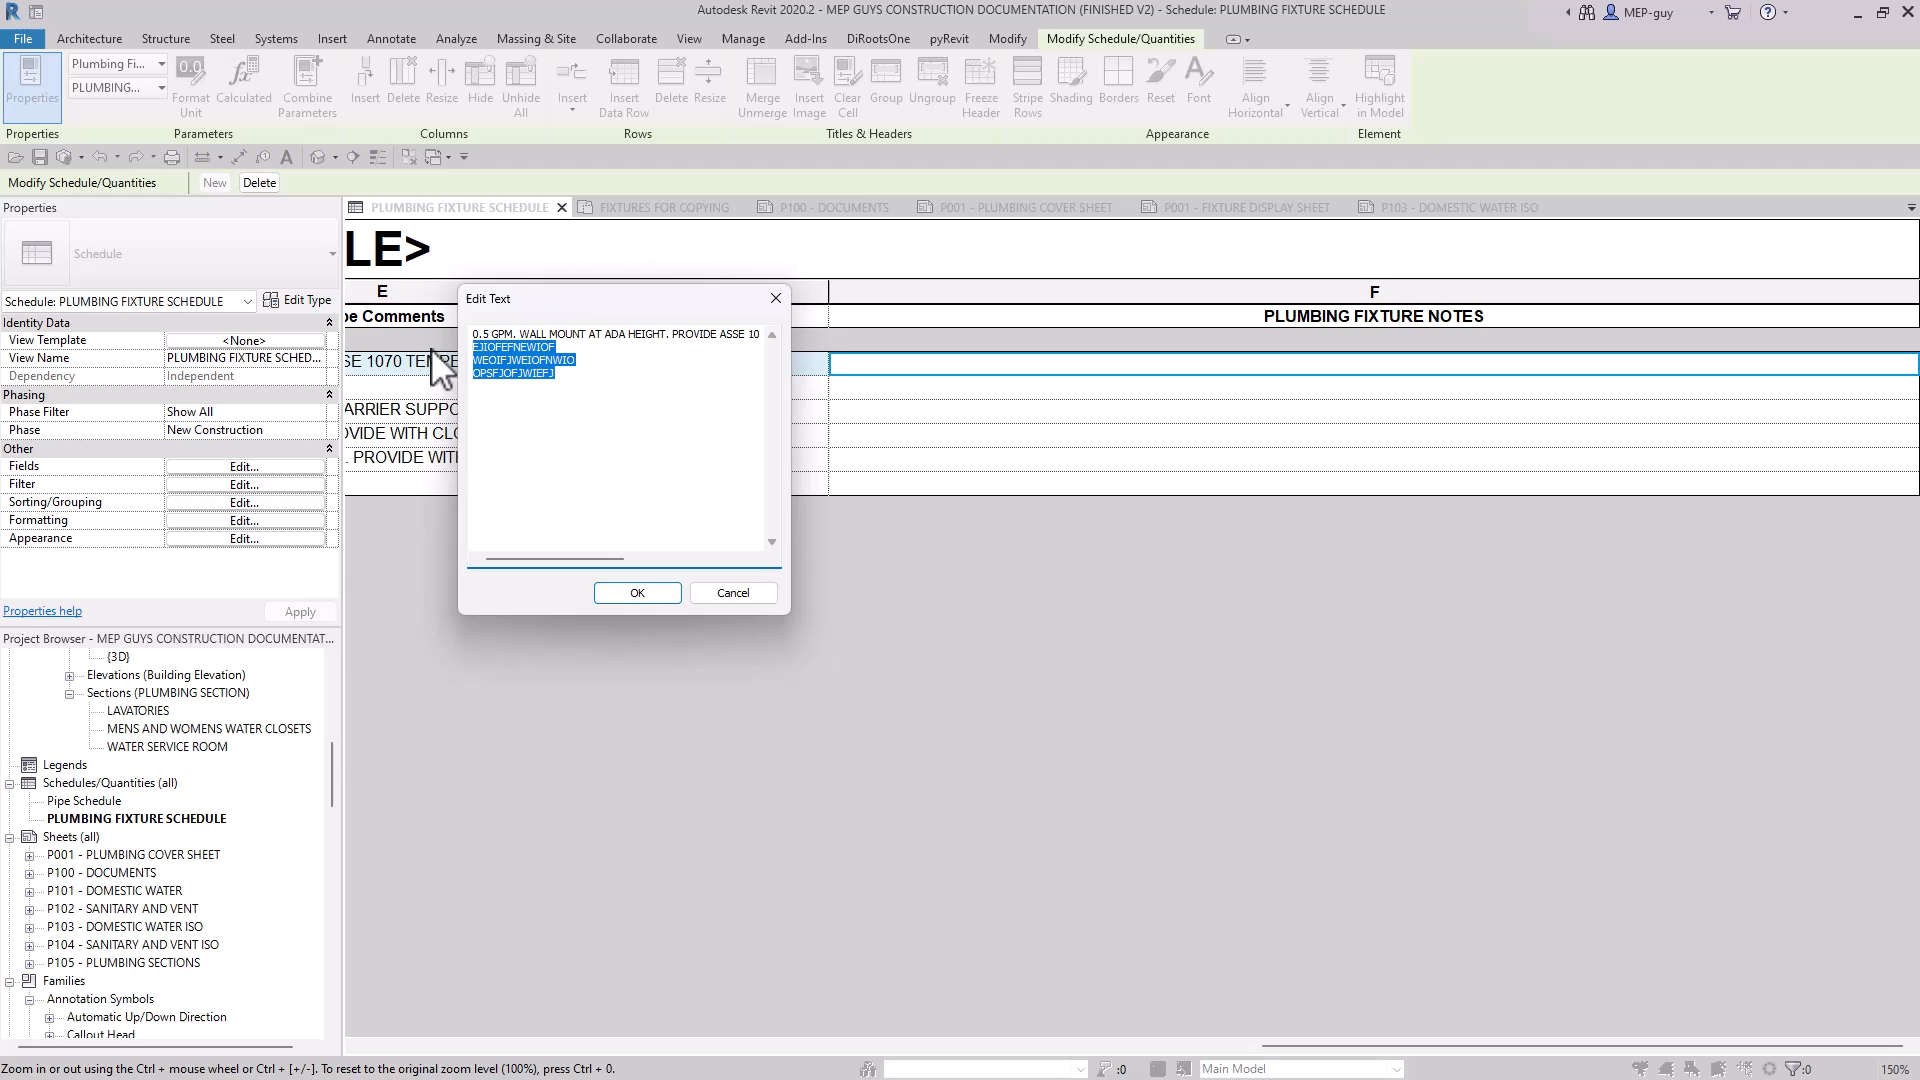 Autodesk Revit 2020.2 - MEP GUYS CONSTRUCTION DOCUMENTATION (FINISHED V2) - Schedule: PLUMBING FIXTURE SCHEDULE
MEP-guy
File Architecture Structure Steel Systems Insert Annotate Analyze Massing & Site Collaborate View Manage Add-Ins DiRootsOne pyRevit Modify Modify Schedule/Quantities
Plumbing Fi...
PLUMBING...
Properties
Format Unit
Calculated
Combine Parameters
Insert
Delete
Resize
Hide
Unhide All
Insert
Insert Data Row
Delete
Resize
Merge Unmerge
Insert Image
Clear Cell
Group
Ungroup
Freeze Header
Stripe Rows
Shading
Borders
Reset
Font
Align Horizontal
Align Vertical
Highlight in Model
Properties Parameters Columns Rows Titles & Headers Appearance Element
Modify Schedule/Quantities New Delete
Properties
PLUMBING FIXTURE SCHEDULE FIXTURES FOR COPYING P100 - DOCUMENTS P001 - PLUMBING COVER SHEET P001 - FIXTURE DISPLAY SHEET P103 - DOMESTIC WATER ISO
Schedule
Schedule: PLUMBING FIXTURE SCHEDULE Edit Type
Identity Data
View Template <None>
View Name PLUMBING FIXTURE SCHED...
Dependency Independent
Phasing
Phase Filter Show All
Phase New Construction
Other
Fields Edit...
Filter Edit...
Sorting/Grouping Edit...
Formatting Edit...
Appearance Edit...
Properties help Apply
LE>
E F
pe Comments PLUMBING FIXTURE NOTES
SE 1070 TEMPE
ARRIER SUPPO
OVIDE WITH CLO
. PROVIDE WITH
Edit Text
0.5 GPM. WALL MOUNT AT ADA HEIGHT. PROVIDE ASSE 10
EJIOFEFNEWIOF
WEOIFJWEIOFNWIO
OPSFJOFJWIEFJ
OK Cancel
Project Browser - MEP GUYS CONSTRUCTION DOCUMENTAT...
{3D}
Elevations (Building Elevation)
Sections (PLUMBING SECTION)
LAVATORIES
MENS AND WOMENS WATER CLOSETS
WATER SERVICE ROOM
Legends
Schedules/Quantities (all)
Pipe Schedule
PLUMBING FIXTURE SCHEDULE
Sheets (all)
P001 - PLUMBING COVER SHEET
P100 - DOCUMENTS
P101 - DOMESTIC WATER
P102 - SANITARY AND VENT
P103 - DOMESTIC WATER ISO
P104 - SANITARY AND VENT ISO
P105 - PLUMBING SECTIONS
Families
Annotation Symbols
Automatic Up/Down Direction
Callout Head
Zoom in or out using the Ctrl + mouse wheel or Ctrl + [+/-]. To reset to the original zoom level (100%), press Ctrl + 0.
:0 Main Model :0 150%